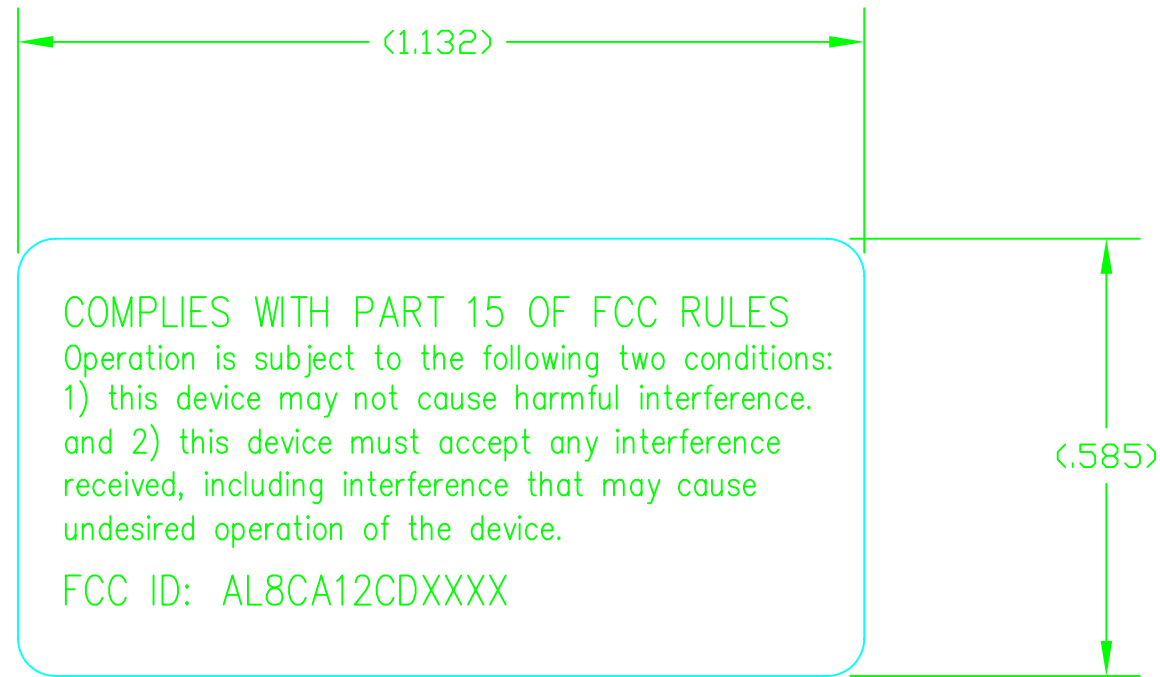 (1.132)
COMPLIES WITH PART 15 OF FCC RULES
Operation is subject to the following two conditions:
1) this device may not cause harmful interference.
and 2) this device must accept any interference
(.585)
received, including interference that may cause
undesired operation of the device.
FCC ID: AL8CA12CDXXXX